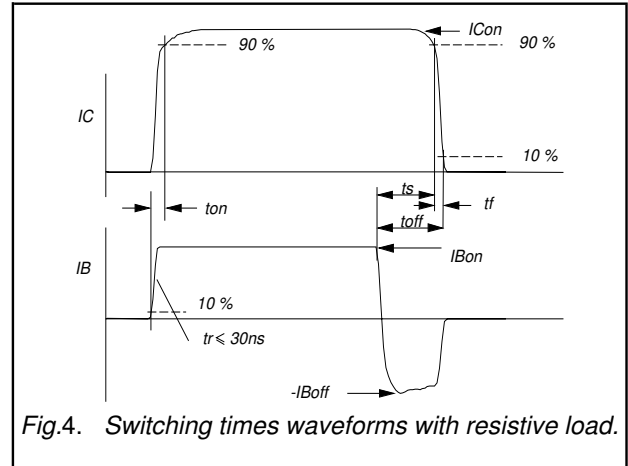 ICon
90 %
90 %
IC
10 %
ts
ton
tf
toff
IB
IBon
10 %
tr ⩽ 30ns
-IBoff
Fig.4. Switching times waveforms with resistive load.